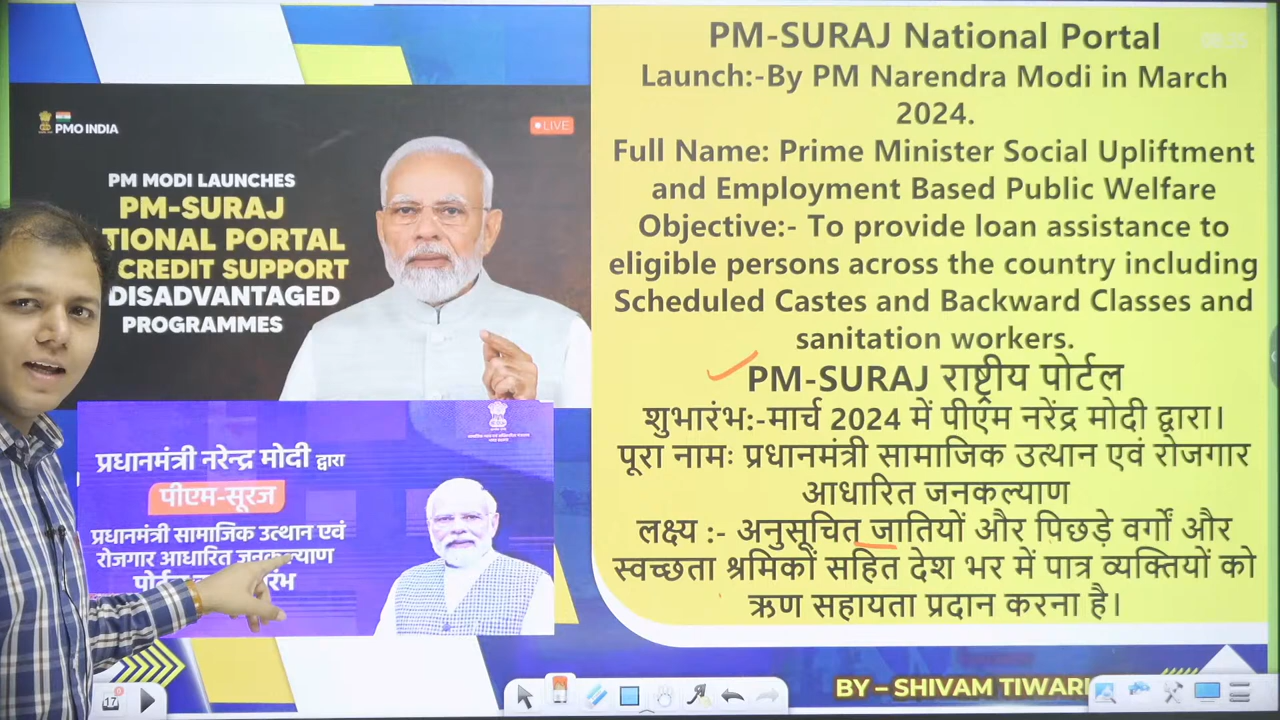 PMO INDIA
LIVE
PM MODI LAUNCHES
PM-SURAJ
TIONAL PORTAL
CREDIT SUPPORT
DISADVANTAGED
PROGRAMMES
प्रधानमंत्री नरेन्द्र मोदी द्वारा
पीएम-सूरज
प्रधानमंत्री सामाजिक उत्थान एवं
रोजगार आधारित जनकल्याण
PM-SURAJ National Portal
Launch:-By PM Narendra Modi in March
2024.
Full Name: Prime Minister Social Upliftment
and Employment Based Public Welfare
Objective:- To provide loan assistance to
eligible persons across the country including
Scheduled Castes and Backward Classes and
sanitation workers.
PM-SURAJ राष्ट्रीय पोर्टल
शुभारंभ:-मार्च 2024 में पीएम नरेंद्र मोदी द्वारा।
पूरा नामः प्रधानमंत्री सामाजिक उत्थान एवं रोजगार
आधारित जनकल्याण
लक्ष्य :- अनुसूचित जातियों और पिछड़े वर्गों और
स्वच्छता श्रमिकों सहित देश भर में पात्र व्यक्तियों को
ऋण सहायता प्रदान करना है।
BY – SHIVAM TIWARI
17